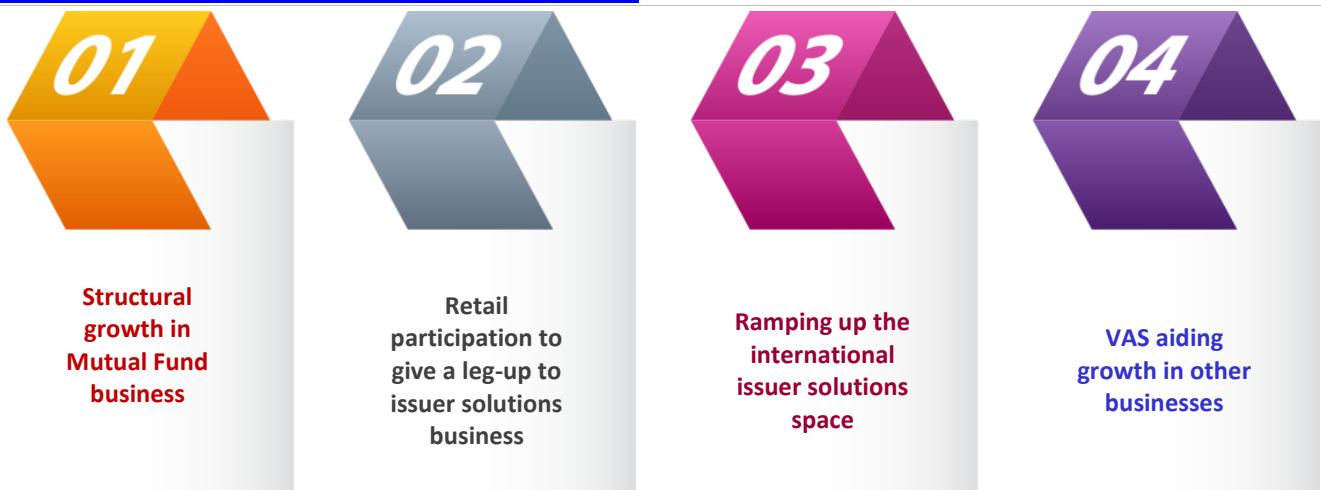 01
Structural
growth in
Mutual Fund
business
02
Retail
participation to
give a leg-up to
issuer solutions
business
03
Ramping up the
international
issuer solutions
space
04
VAS aiding
growth in other
businesses